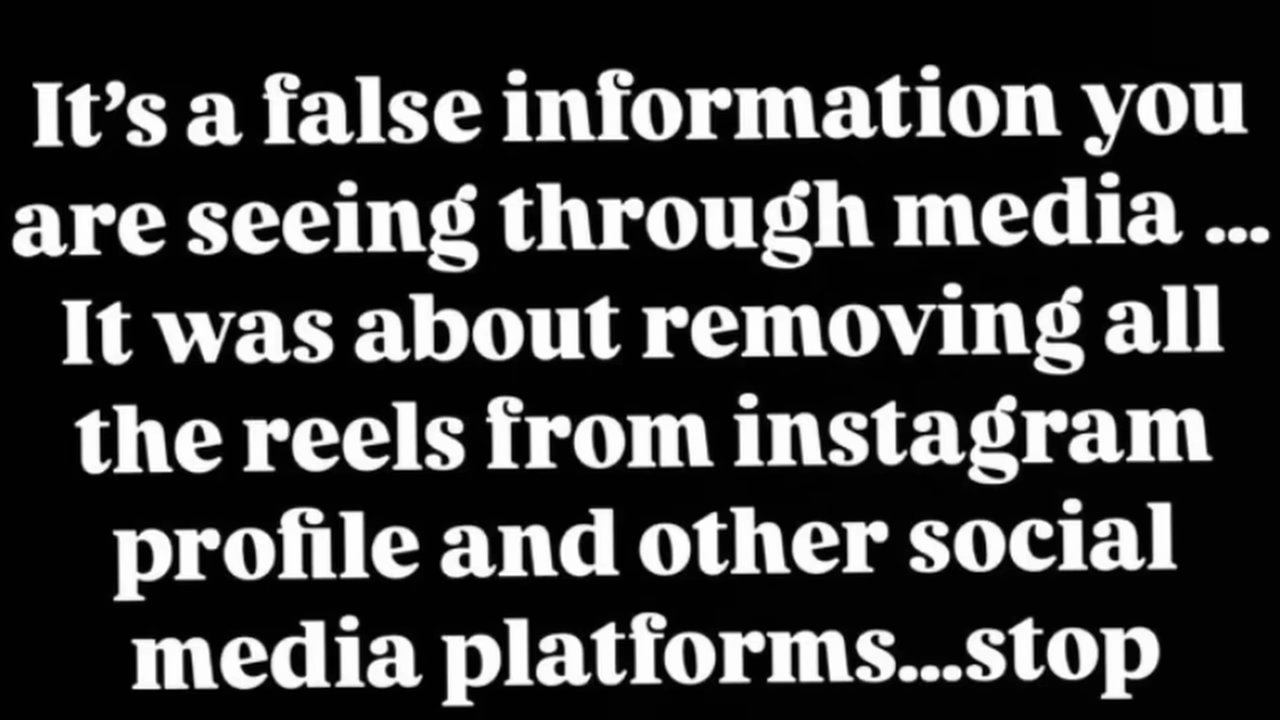 It’s a false information you
are seeing through media ...
It was about removing all
the reels from instagram
profile and other social
media platforms...stop